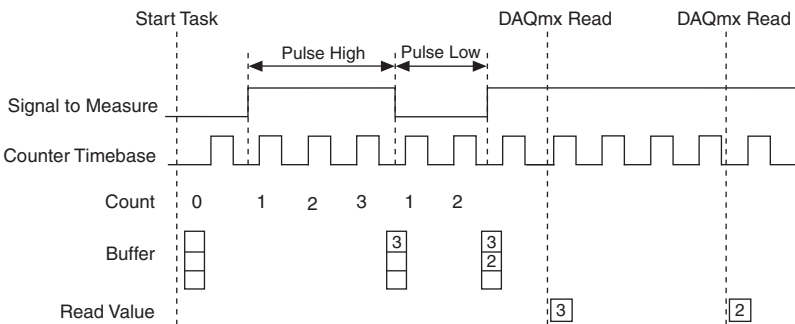 Start Task DAQmx Read DAQmx Read
Pulse High Pulse Low
Signal to Measure
Counter Timebase
Count 0 1 2 3 1 2
Buffer 3 3
2
Read Value 3 2